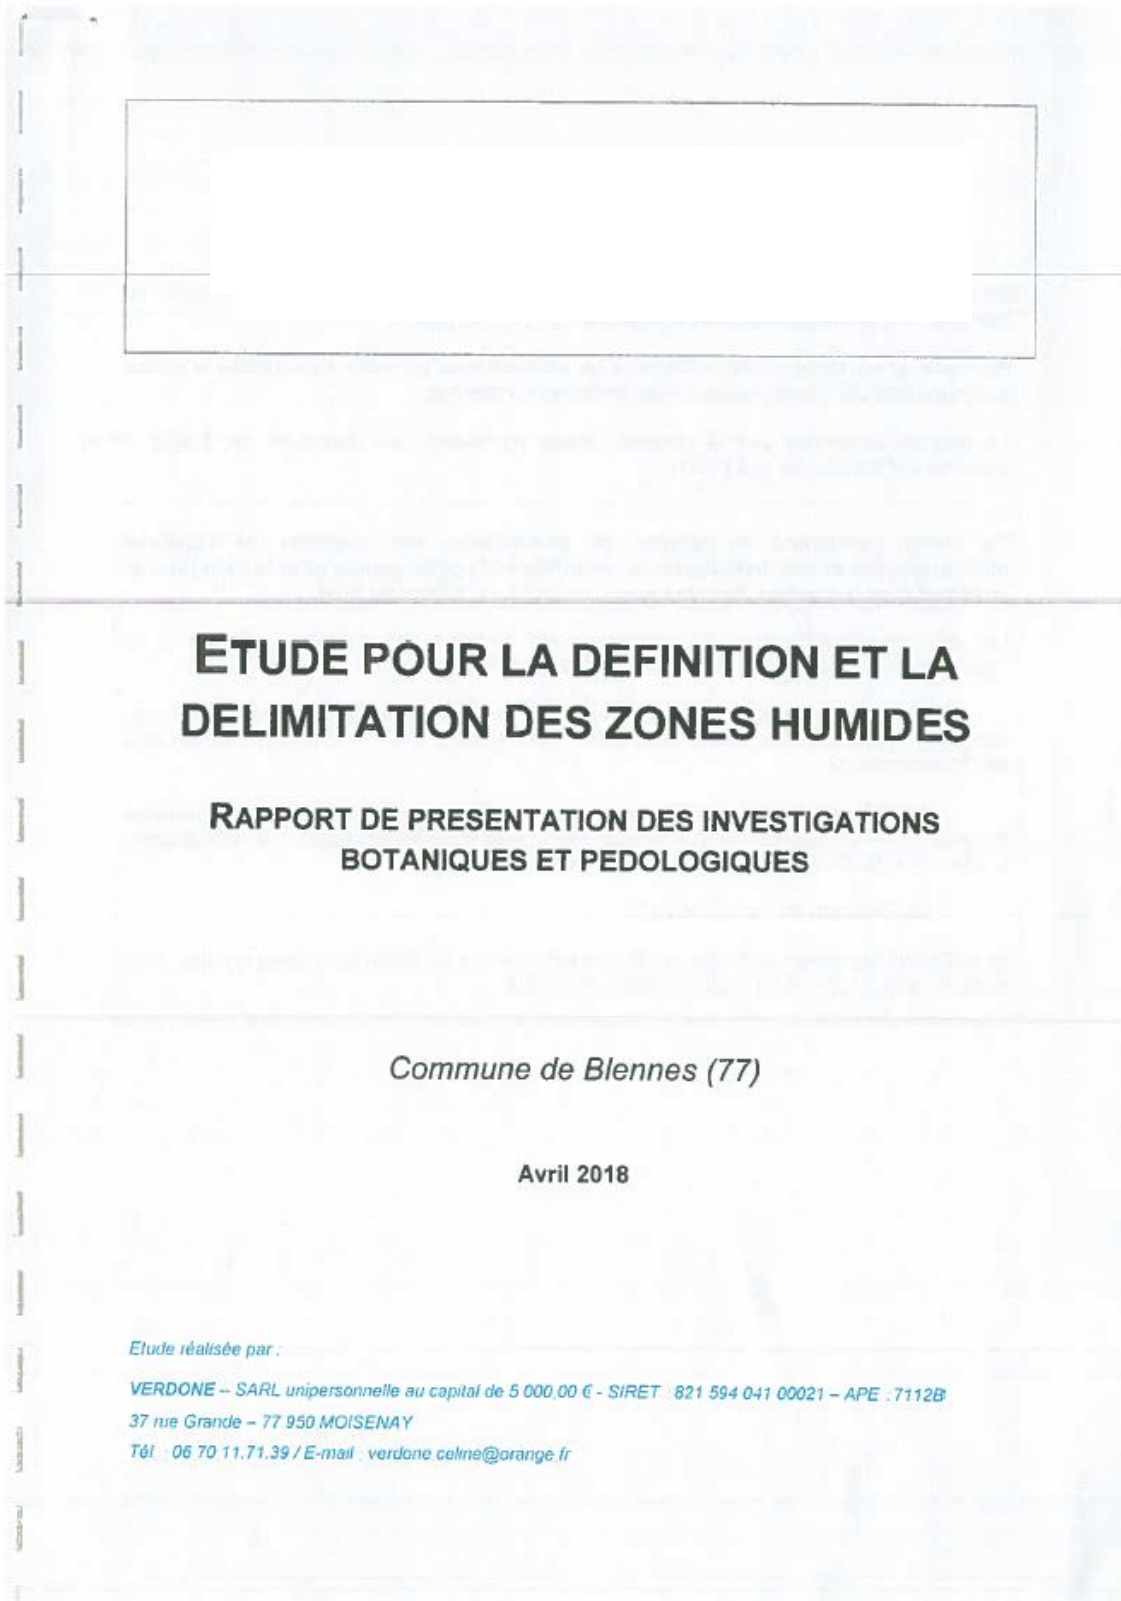 ETUDE POUR LA DEFINITION ET LA
DELIMITATION DES ZONES HUMIDES
RAPPORT DE PRESENTATION DES INVESTIGATIONS
BOTANIQUES ET PEDOLOGIQUES
Commune de Blennes (77)
Avril 2018
Etude réalisée par :
VERDONE – SARL unipersonnelle au capital de 5 000,00 € - SIRET : 821 594 041 00021 – APE : 7112B
37 rue Grande – 77 950 MOISENAY
Tél : 06 70 11.71.39 / E-mail : verdone.celine@orange.fr